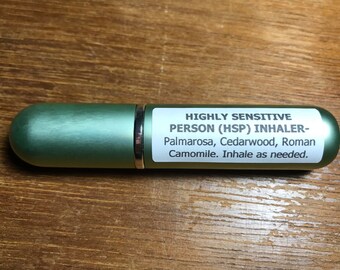 HIGHLY SENSITIVE
PERSON (HSP) INHALER-
Palmarosa, Cedarwood, Roman
Camomile. Inhale as needed.